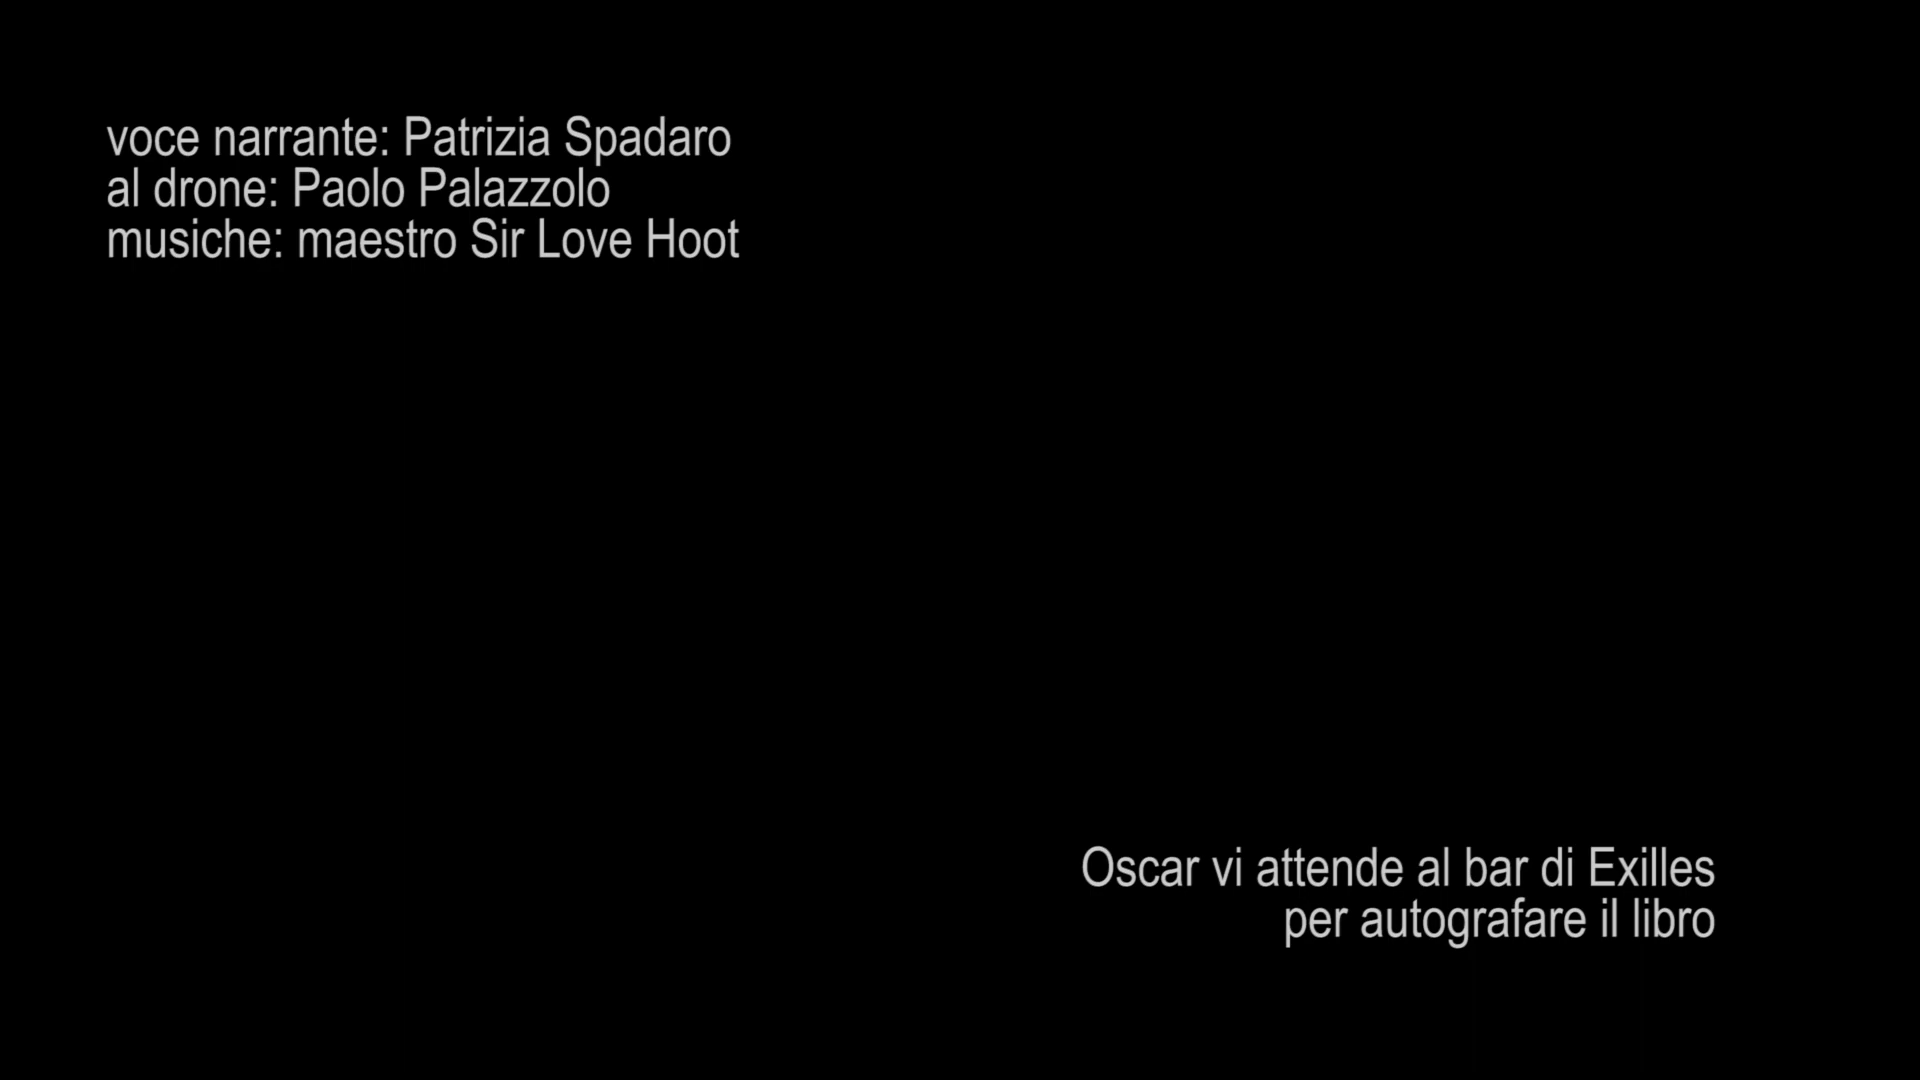 voce narrante: Patrizia Spadaro
al drone: Paolo Palazzolo
musiche: maestro Sir Love Hoot
Oscar vi attende al bar di Exilles
per autografare il libro